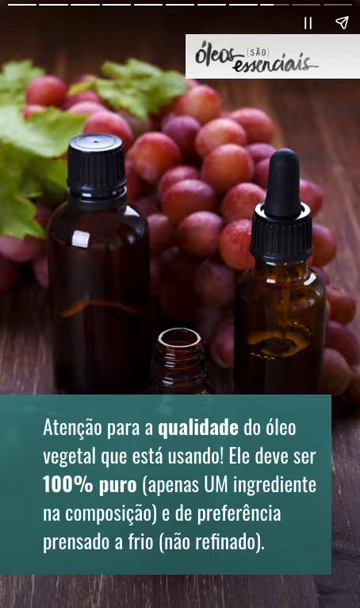 óleos (SÃO) essenciais
Atenção para a qualidade do óleo
vegetal que está usando! Ele deve ser
100% puro (apenas UM ingrediente
na composição) e de preferência
prensado a frio (não refinado).